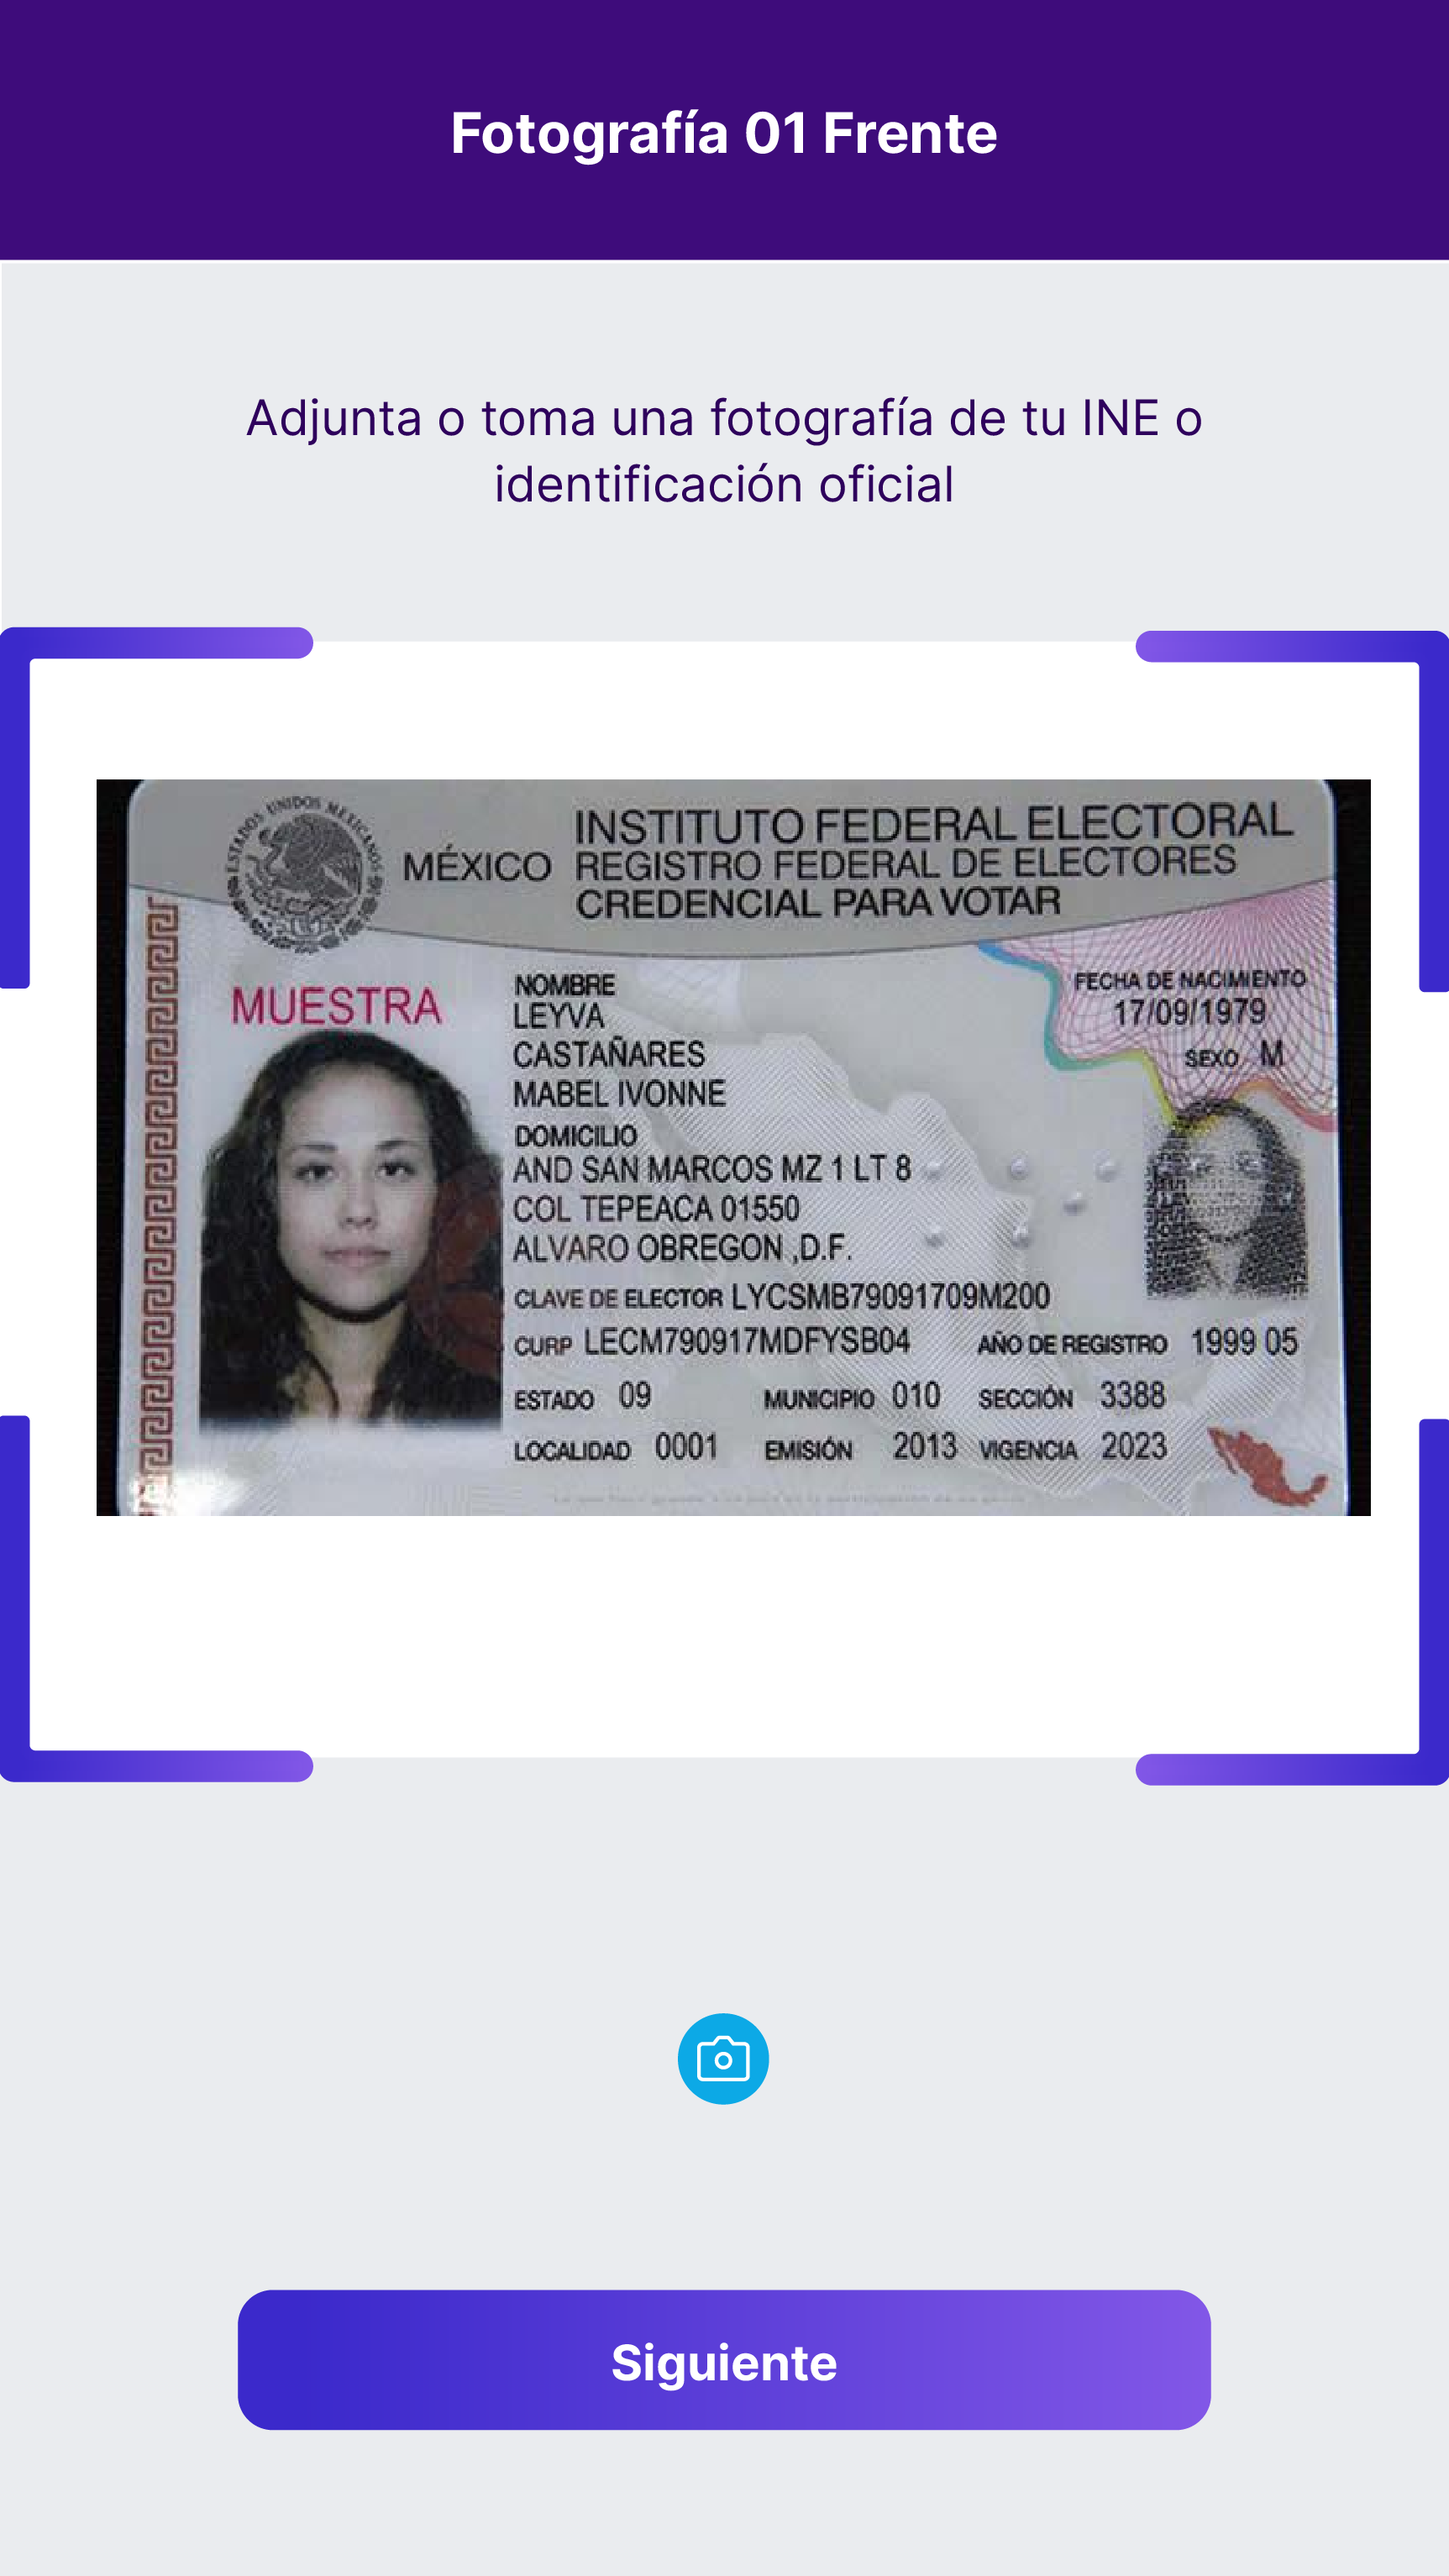 Fotografía 01 Frente
Adjunta o toma una fotografía de tu INE o
identificación oficial
ESTADOS UNIDOS MEXICANOS
MÉXICO
INSTITUTO FEDERAL ELECTORAL
REGISTRO FEDERAL DE ELECTORES
CREDENCIAL PARA VOTAR
MUESTRA
NOMBRE
LEYVA
CASTAÑARES
MABEL IVONNE
FECHA DE NACIMIENTO
17/09/1979
SEXO M
DOMICILIO
AND SAN MARCOS MZ 1 LT 8
COL TEPEACA 01550
ALVARO OBREGON ,D.F.
CLAVE DE ELECTOR LYCSMB79091709M200
CURP LECM790917MDFYSB04 AÑO DE REGISTRO 1999 05
ESTADO 09 MUNICIPIO 010 SECCIÓN 3388
LOCALIDAD 0001 EMISIÓN 2013 VIGENCIA 2023
Siguiente